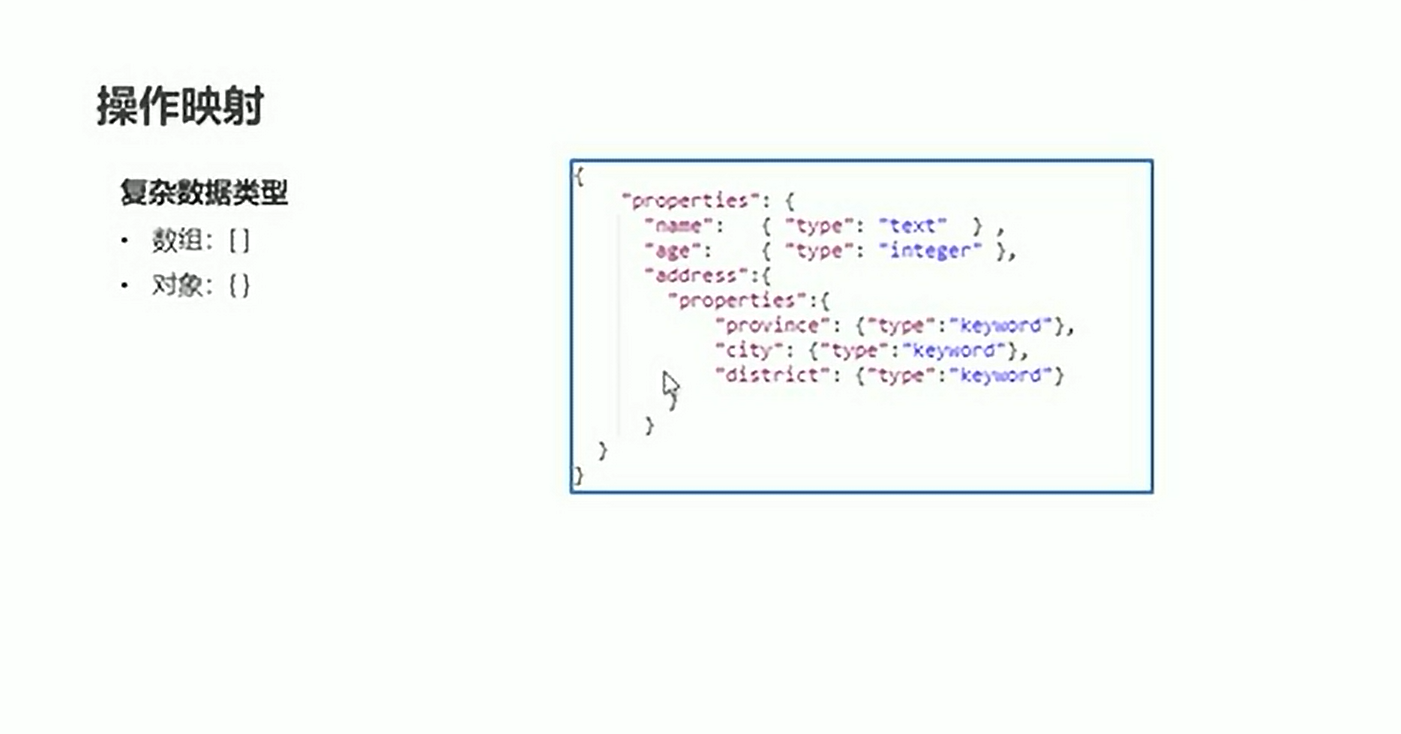 操作映射
复杂数据类型
• 数组：[ ]
• 对象：{ }
{
"properties": {
"name": { "type": "text" } ,
"age": { "type": "integer" },
"address":{
"properties":{
"province": {"type":"keyword"},
"city": {"type":"keyword"},
"district": {"type":"keyword"}
}
}
}
}